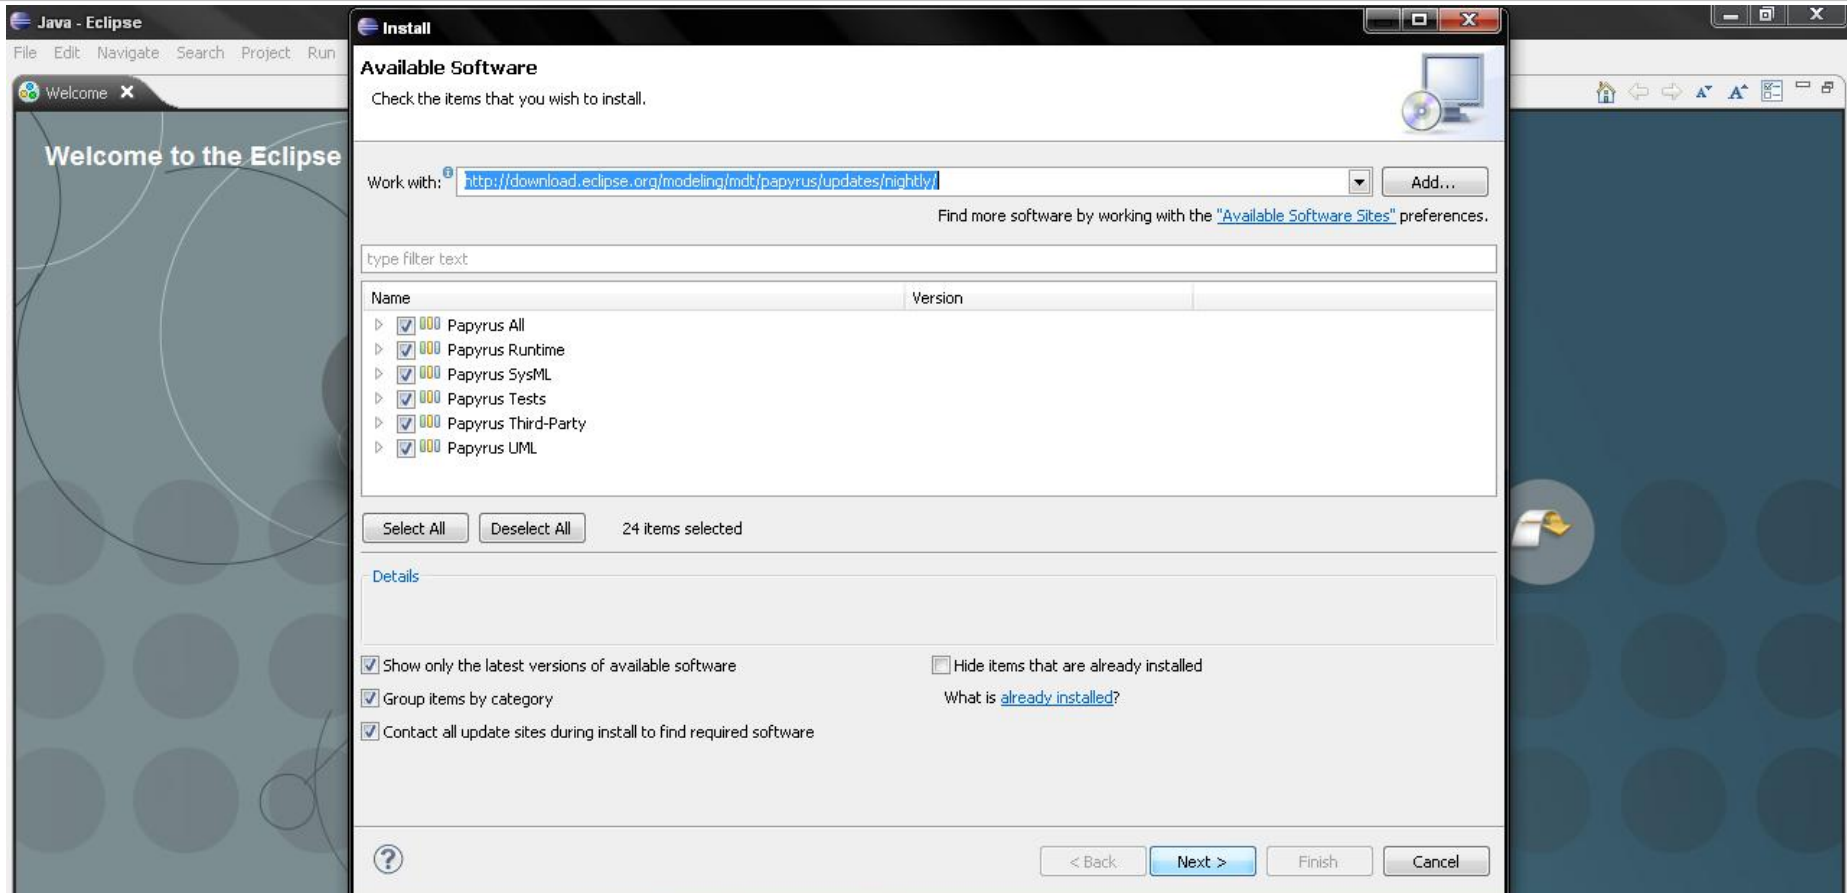 Java - Eclipse
File Edit Navigate Search Project Run
Welcome
Welcome to the Eclipse
Install
Available Software
Check the items that you wish to install.
Work with: http://download.eclipse.org/modeling/mdt/papyrus/updates/nightly/ Add...
Find more software by working with the "Available Software Sites" preferences.
type filter text
Name Version
Papyrus All
Papyrus Runtime
Papyrus SysML
Papyrus Tests
Papyrus Third-Party
Papyrus UML
Select All Deselect All 24 items selected
Details
Show only the latest versions of available software Hide items that are already installed
Group items by category What is already installed?
Contact all update sites during install to find required software
< Back Next > Finish Cancel